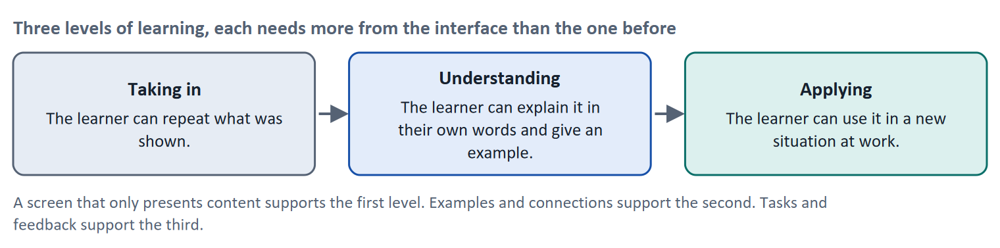 Three levels of learning, each needs more from the interface than the one before
Taking in
The learner can repeat what was
shown.
Understanding
The learner can explain it in
their own words and give an
example.
Applying
The learner can use it in a new
situation at work.
A screen that only presents content supports the first level. Examples and connections support the second. Tasks and
feedback support the third.